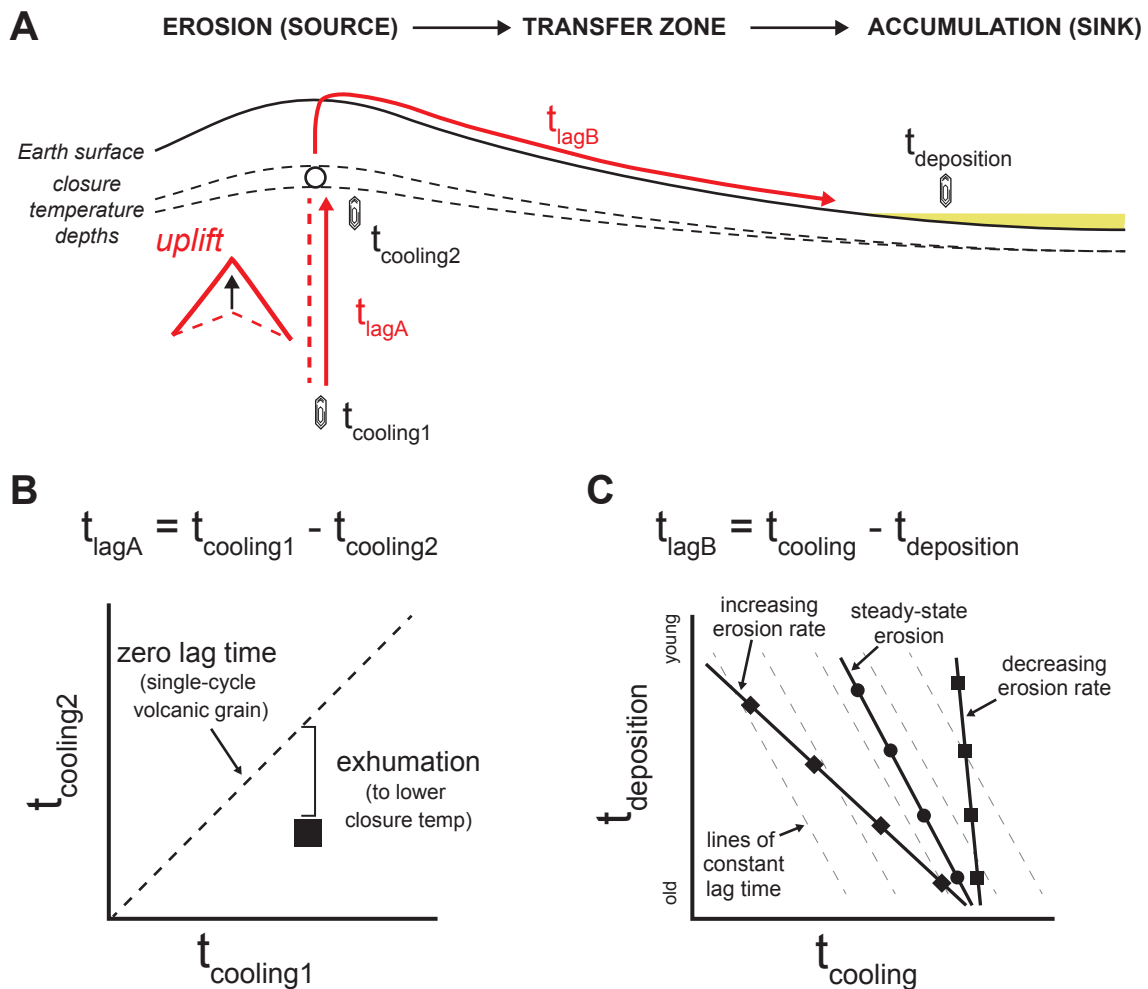 A
EROSION (SOURCE) TRANSFER ZONE ACCUMULATION (SINK)
Earth surface
closure
temperature
depths
uplift
tlagB
tdeposition
tcooling2
tlagA
tcooling1
B
tlagA = tcooling1 - tcooling2
zero lag time
(single-cycle
volcanic grain)
exhumation
(to lower
closure temp)
tcooling2
tcooling1
C
tlagB = tcooling - tdeposition
increasing
erosion rate
steady-state
erosion
decreasing
erosion rate
lines of
constant
lag time
young
old
tdeposition
tcooling